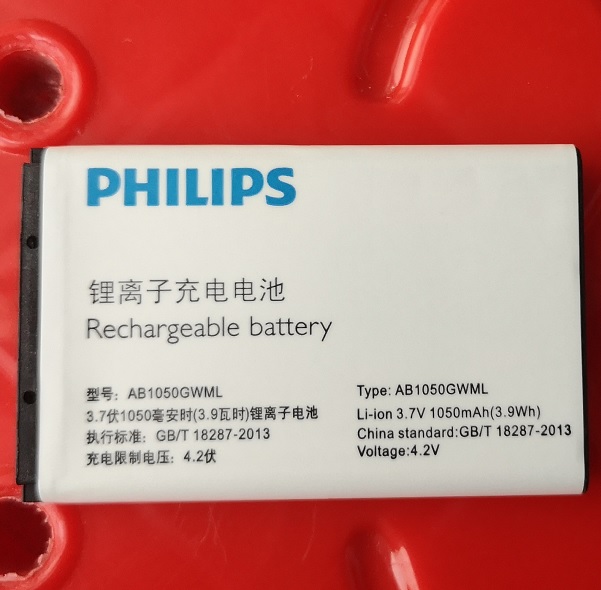 PHILIPS
锂离子充电电池
Rechargeable battery
型号：AB1050GWML
3.7伏1050毫安时(3.9瓦时)锂离子电池
执行标准：GB/T 18287-2013
充电限制电压：4.2伏
Type: AB1050GWML
Li-ion 3.7V 1050mAh(3.9Wh)
China standard:GB/T 18287-2013
Voltage:4.2V